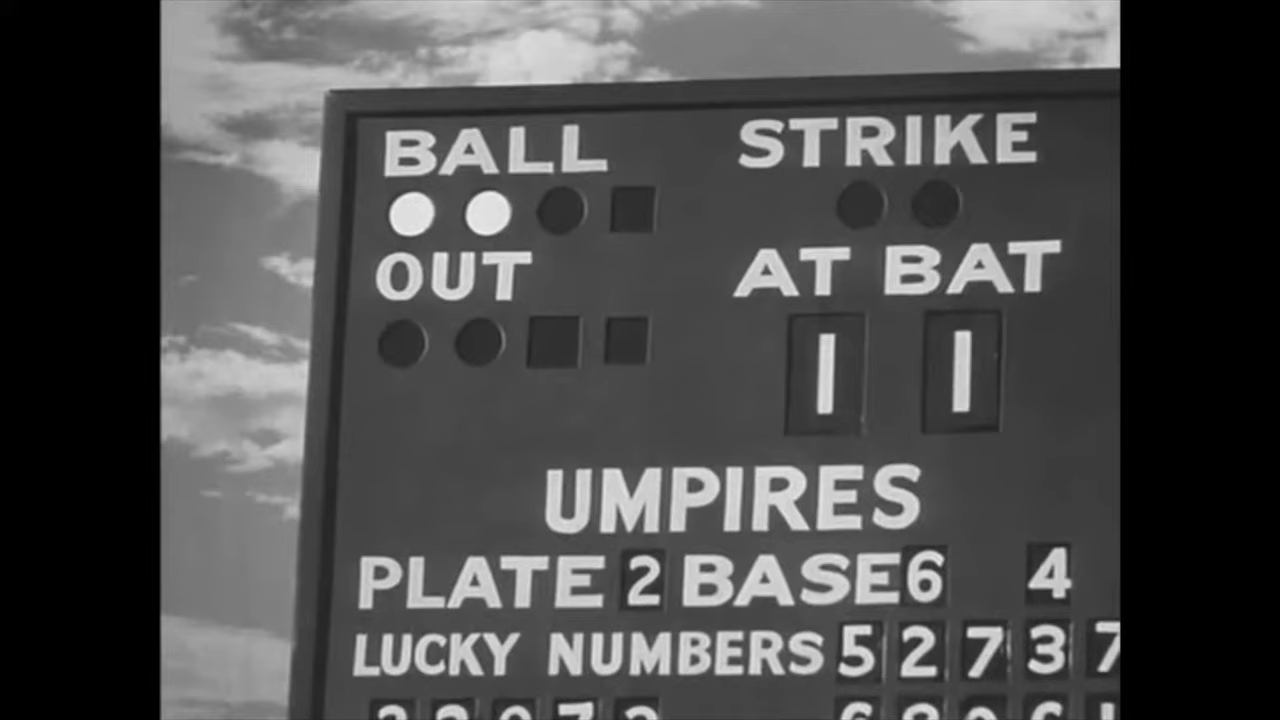 BALL STRIKE
OUT AT BAT
1 1
UMPIRES
PLATE 2 BASE 6 4
LUCKY NUMBERS 5 2 7 3 7